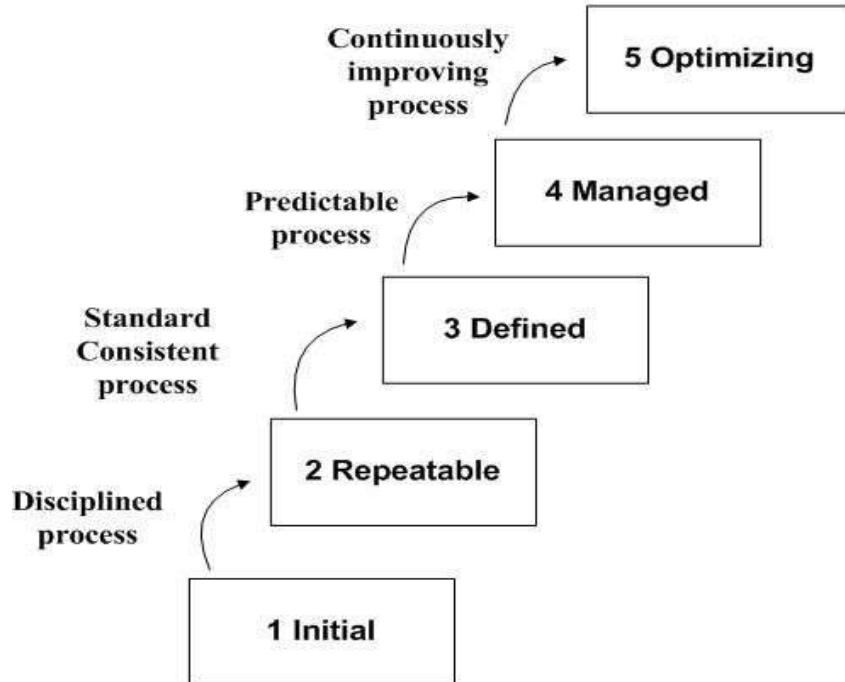 Continuously
improving
process
5 Optimizing
Predictable
process
4 Managed
Standard
Consistent
process
3 Defined
Disciplined
process
2 Repeatable
1 Initial